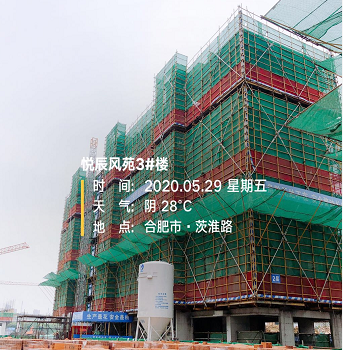 悦辰风苑3#楼
时 间: 2020.05.29 星期五
天 气: 阴 28°C
地 点: 合肥市·茨淮路